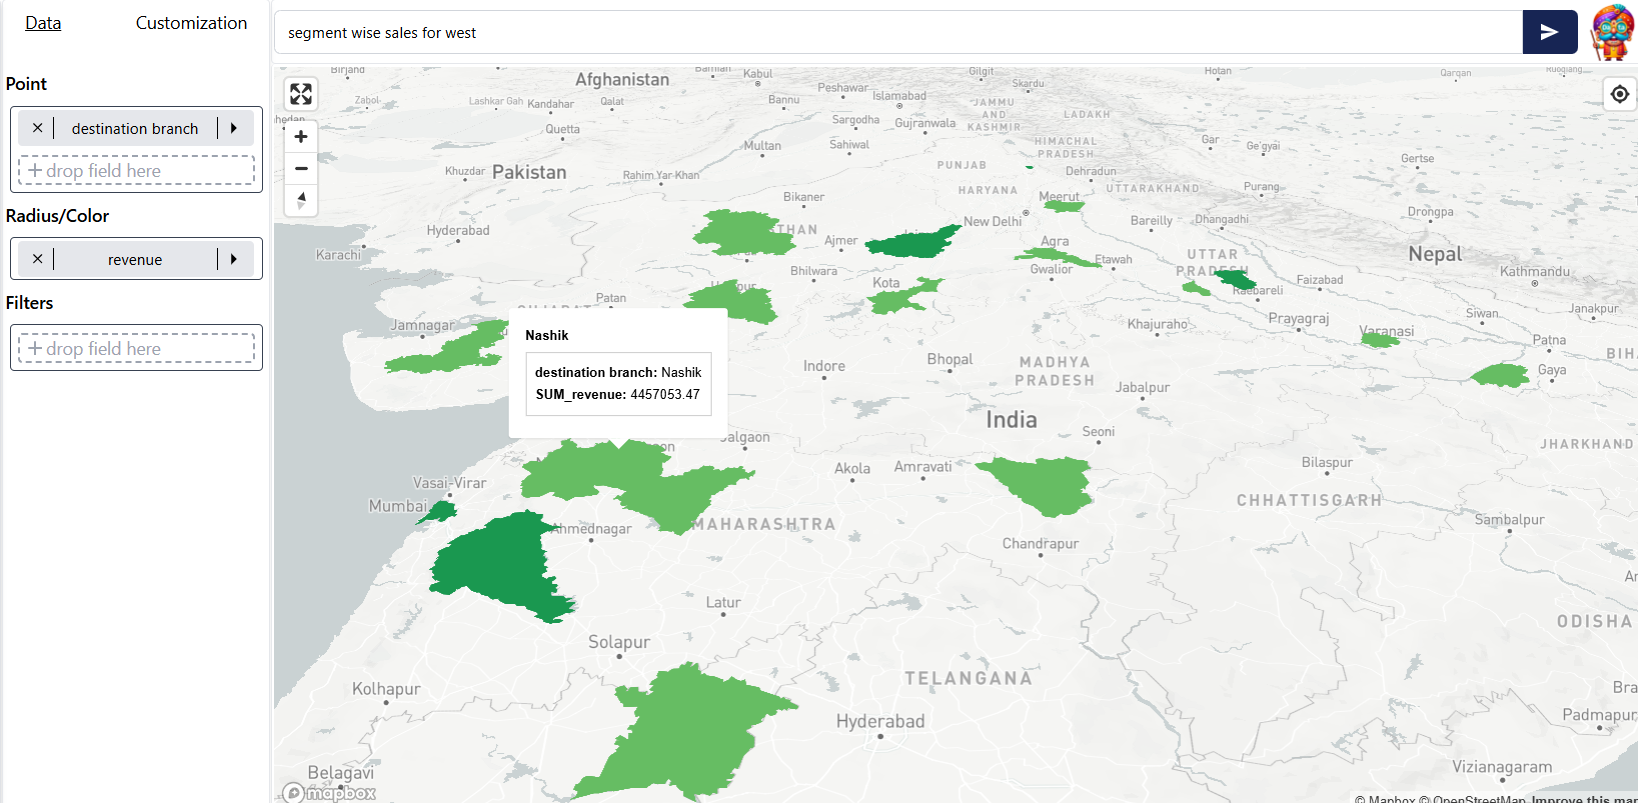 Data
Customization
segment wise sales for west
Point
destination branch
drop field here
Radius/Color
revenue
Filters
drop field here
Birjand
Zabol
Afghanistan
Kabul
Bamian
Gilgit
Skardu
Hotan
Qarqan
Ruoqiang
Lashkar Gah
Kandahar
Qalat
Bannu
Peshawar
Islamabad
JAMMU
AND
KASHMIR
LADAKH
Quetta
Sargodha
Gujranwala
Multan
Sahiwal
HIMACHAL
PRADESH
Gar
Ge'gyai
Gertse
Khuzdar
Pakistan
Rahim Yar Khan
PUNJAB
Dehradun
UTTARAKHAND
Purang
HARYANA
Meerut
Bikaner
New Delhi
Bareilly
Dhangadhi
Drongpa
Hyderabad
THAN
Ajmer
Agra
Karachi
Bhilwara
Gwalior
Etawah
UTTAR
PRADESH
Nepal
Kota
Raebareli
Faizabad
Kathmandu
Patan
Jamnagar
Khajuraho
Prayagraj
Siwan
Janakpur
Varanasi
Patna
BIH
Gaya
Nashik
destination branch: Nashik
SUM_revenue: 4457053.47
Indore
Bhopal
MADHYA
PRADESH
Jabalpur
India
Seoni
JHARKHAND
Akola
Amravati
Bilaspur
Vasai-Virar
Mumbai
CHHATTISGARH
MAHARASHTRA
Ahmednagar
Chandrapur
Sambalpur
Latur
ODISHA
Solapur
Kolhapur
TELANGANA
Bra
Hyderabad
Padmapur
Belagavi
Vizianagaram
mapbox
© Mapbox © OpenStreetMap Improve this map